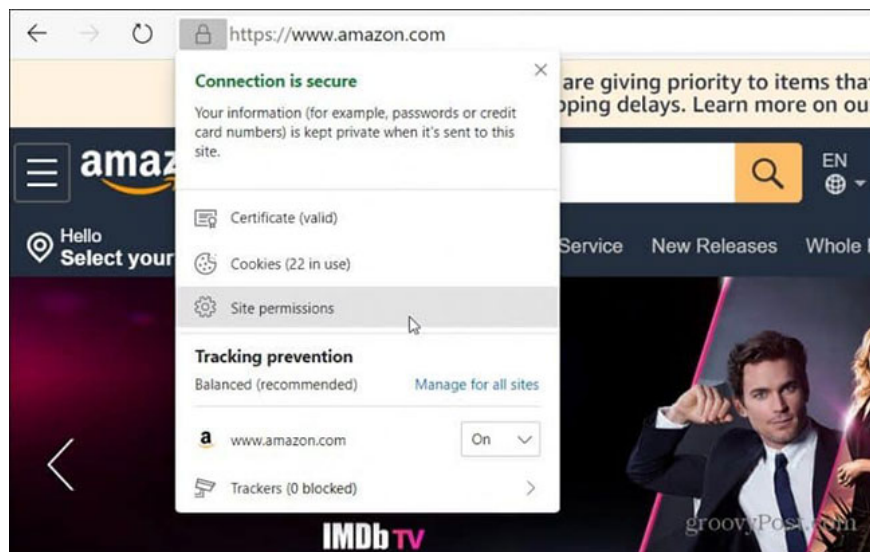 https://www.amazon.com
Connection is secure
are giving priority to items tha
pping delays. Learn more on ou
Your information (for example, passwords or credit
card numbers) is kept private when it's sent to this
site.
amaz
EN
Certificate (valid)
Hello
Select your
Service New Releases Whole
Cookies (22 in use)
Site permissions
Tracking prevention
Balanced (recommended) Manage for all sites
a www.amazon.com On
Trackers (0 blocked)
IMDb TV
groovyPost.com